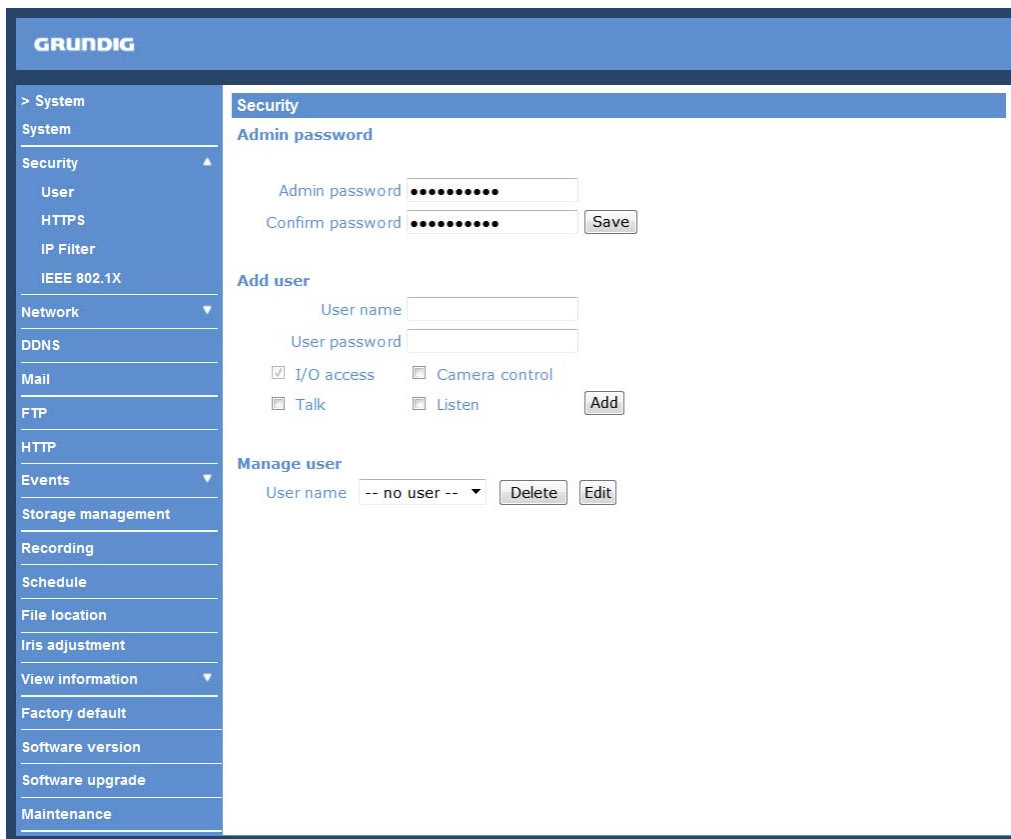 GRUNDIG
> System
System
Security
User
HTTPS
IP Filter
IEEE 802.1X
Network
DDNS
Mail
FTP
HTTP
Events
Storage management
Recording
Schedule
File location
Iris adjustment
View information
Factory default
Software version
Software upgrade
Maintenance
Security
Admin password
Admin password ••••••••••
Confirm password •••••••••• Save
Add user
User name
User password
I/O access Camera control
Talk Listen Add
Manage user
User name -- no user -- Delete Edit